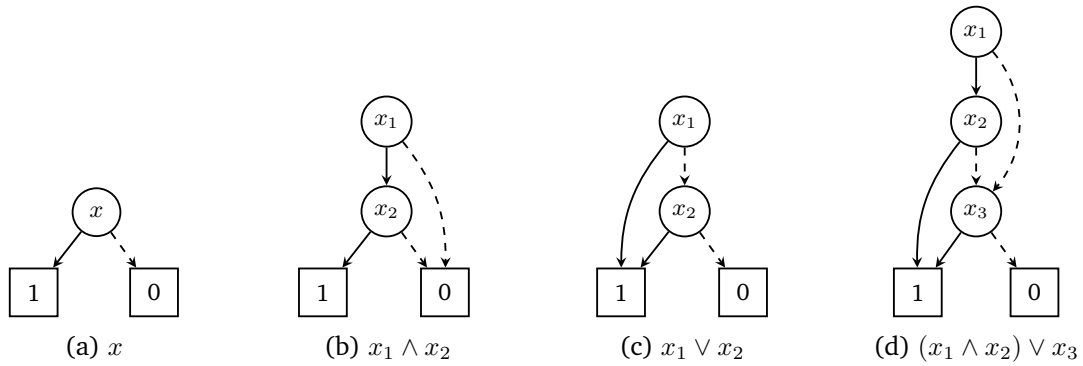 x₁
x₁
x₁
x₂
x
x₂
x₂
x₃
1
0
1
0
1
0
1
0
(a) x
(b) x₁ ∧ x₂
(c) x₁ ∨ x₂
(d) (x₁ ∧ x₂) ∨ x₃